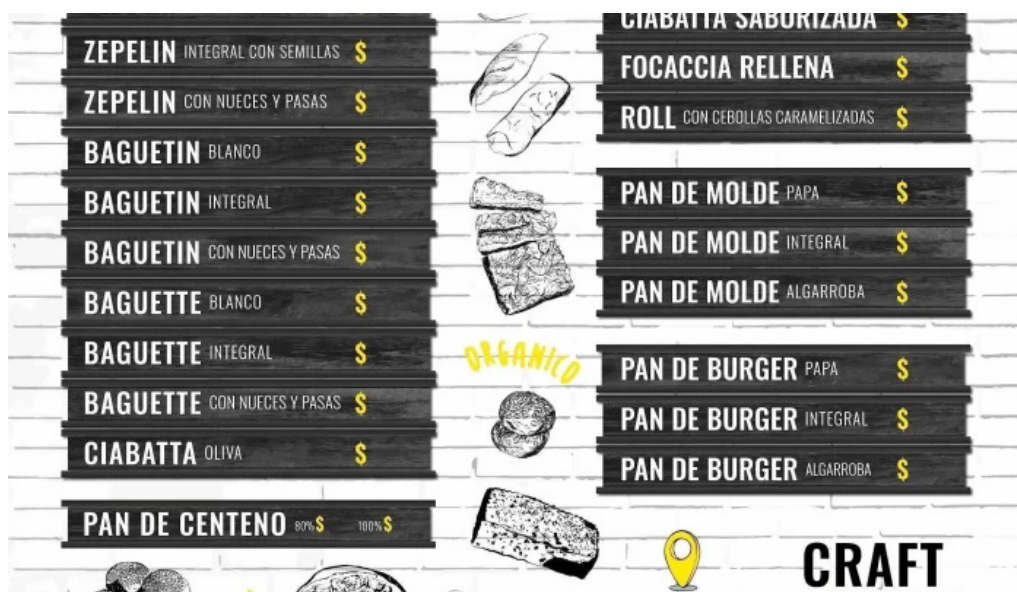 ZEPELIN INTEGRAL CON SEMILLAS $
ZEPELIN CON NUECES Y PASAS $
BAGUETIN BLANCO $
BAGUETIN INTEGRAL $
BAGUETIN CON NUECES Y PASAS $
BAGUETTE BLANCO $
BAGUETTE INTEGRAL $
BAGUETTE CON NUECES Y PASAS $
CIABATTA OLIVA $
PAN DE CENTENO 80%$ 100%$
ORGANICO
CIABATTA SABORIZADA $
FOCACCIA RELLENA $
ROLL CON CEBOLLAS CARAMELIZADAS $
PAN DE MOLDE PAPA $
PAN DE MOLDE INTEGRAL $
PAN DE MOLDE ALGARROBA $
PAN DE BURGER PAPA $
PAN DE BURGER INTEGRAL $
PAN DE BURGER ALGARROBA $
CRAFT